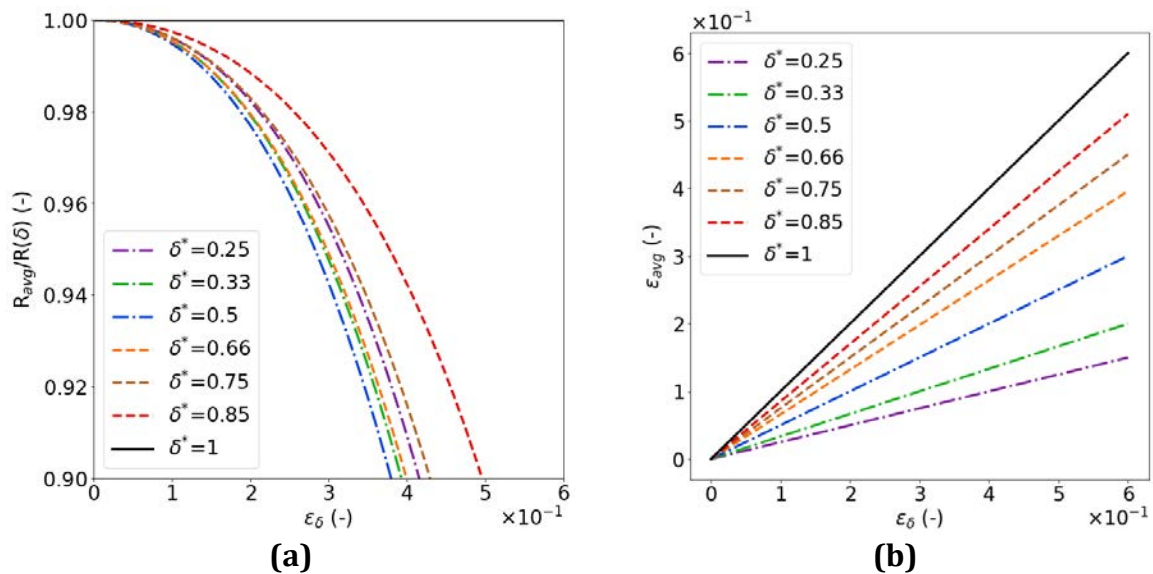 1.00
0.98
0.96
0.94
0.92
0.90
R_avg/R(δ) (-)
δ*=0.25
δ*=0.33
δ*=0.5
δ*=0.66
δ*=0.75
δ*=0.85
δ*=1
0 1 2 3 4 5 6
ε_δ (-) ×10⁻¹
(a)
×10⁻¹
6
5
4
3
2
1
0
ε_avg (-)
δ*=0.25
δ*=0.33
δ*=0.5
δ*=0.66
δ*=0.75
δ*=0.85
δ*=1
0 1 2 3 4 5 6
ε_δ (-) ×10⁻¹
(b)